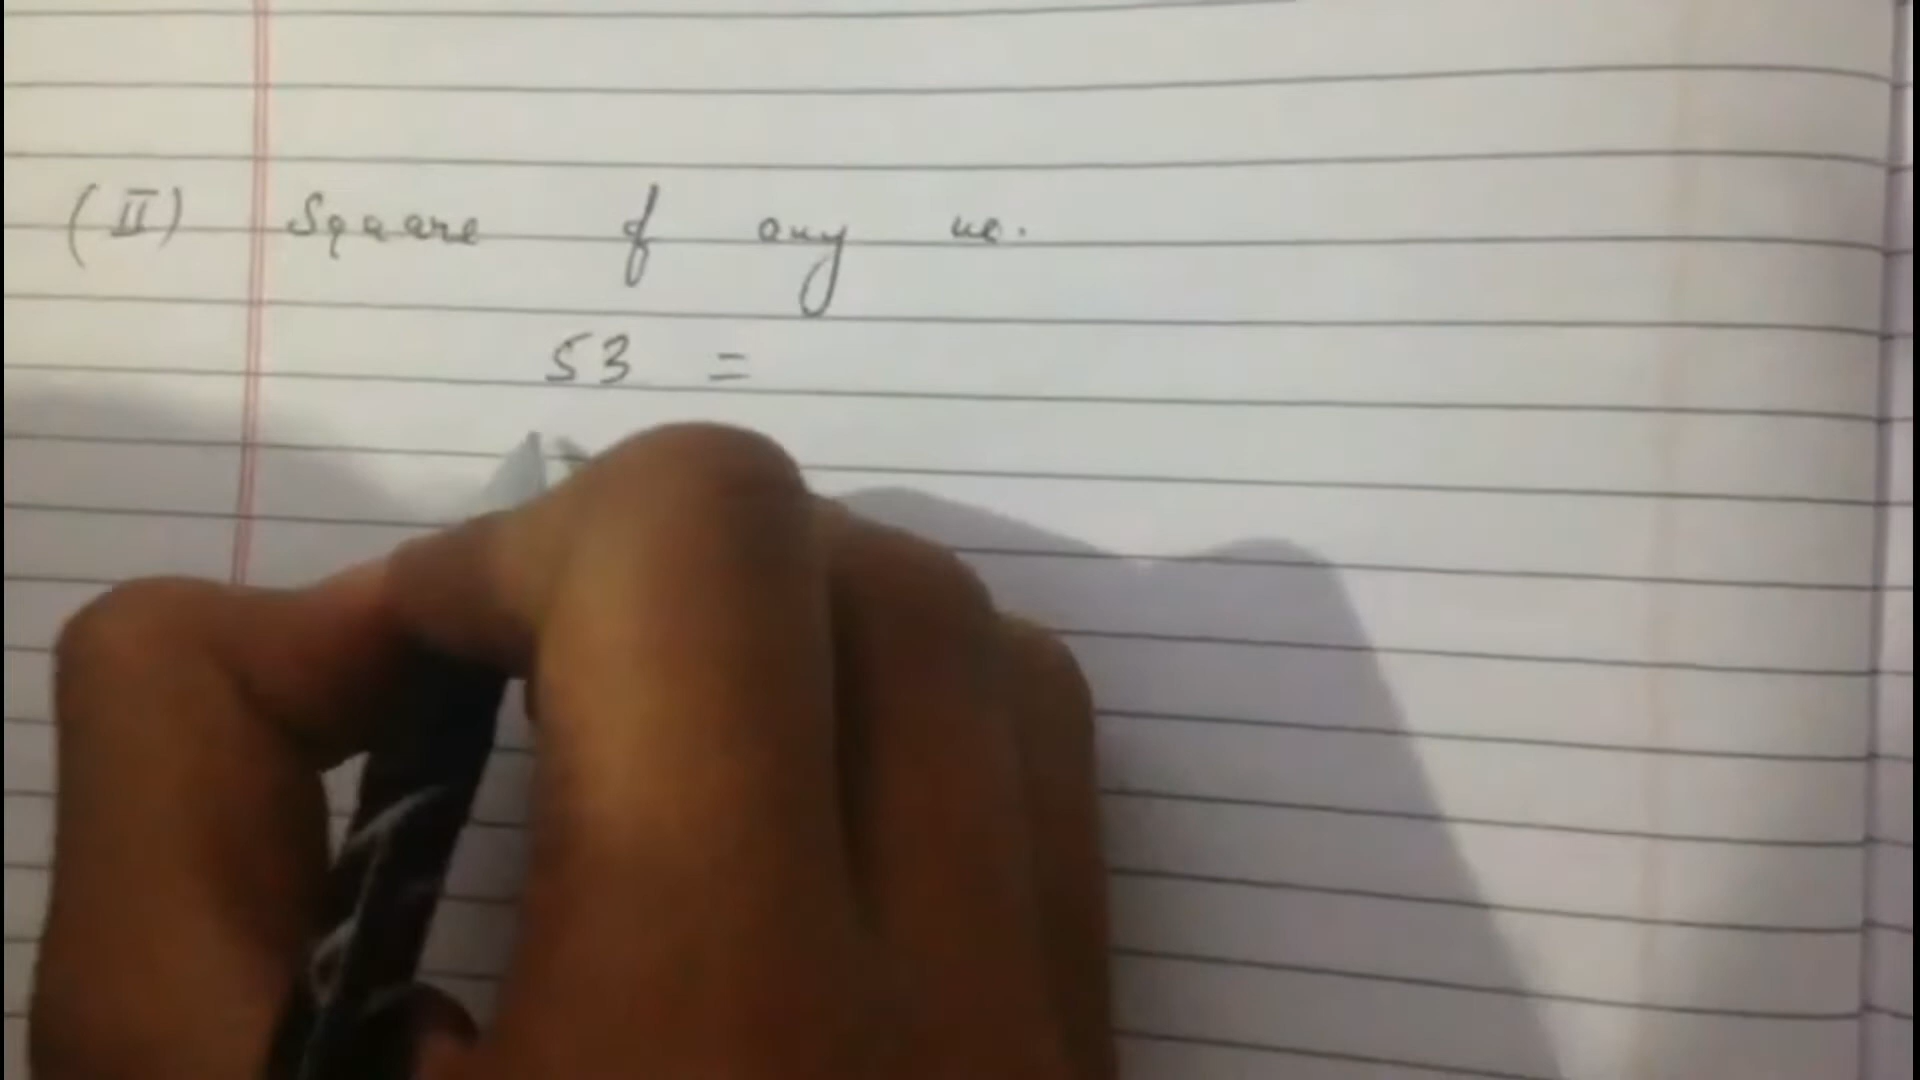 (II) Square of any no.
53 =